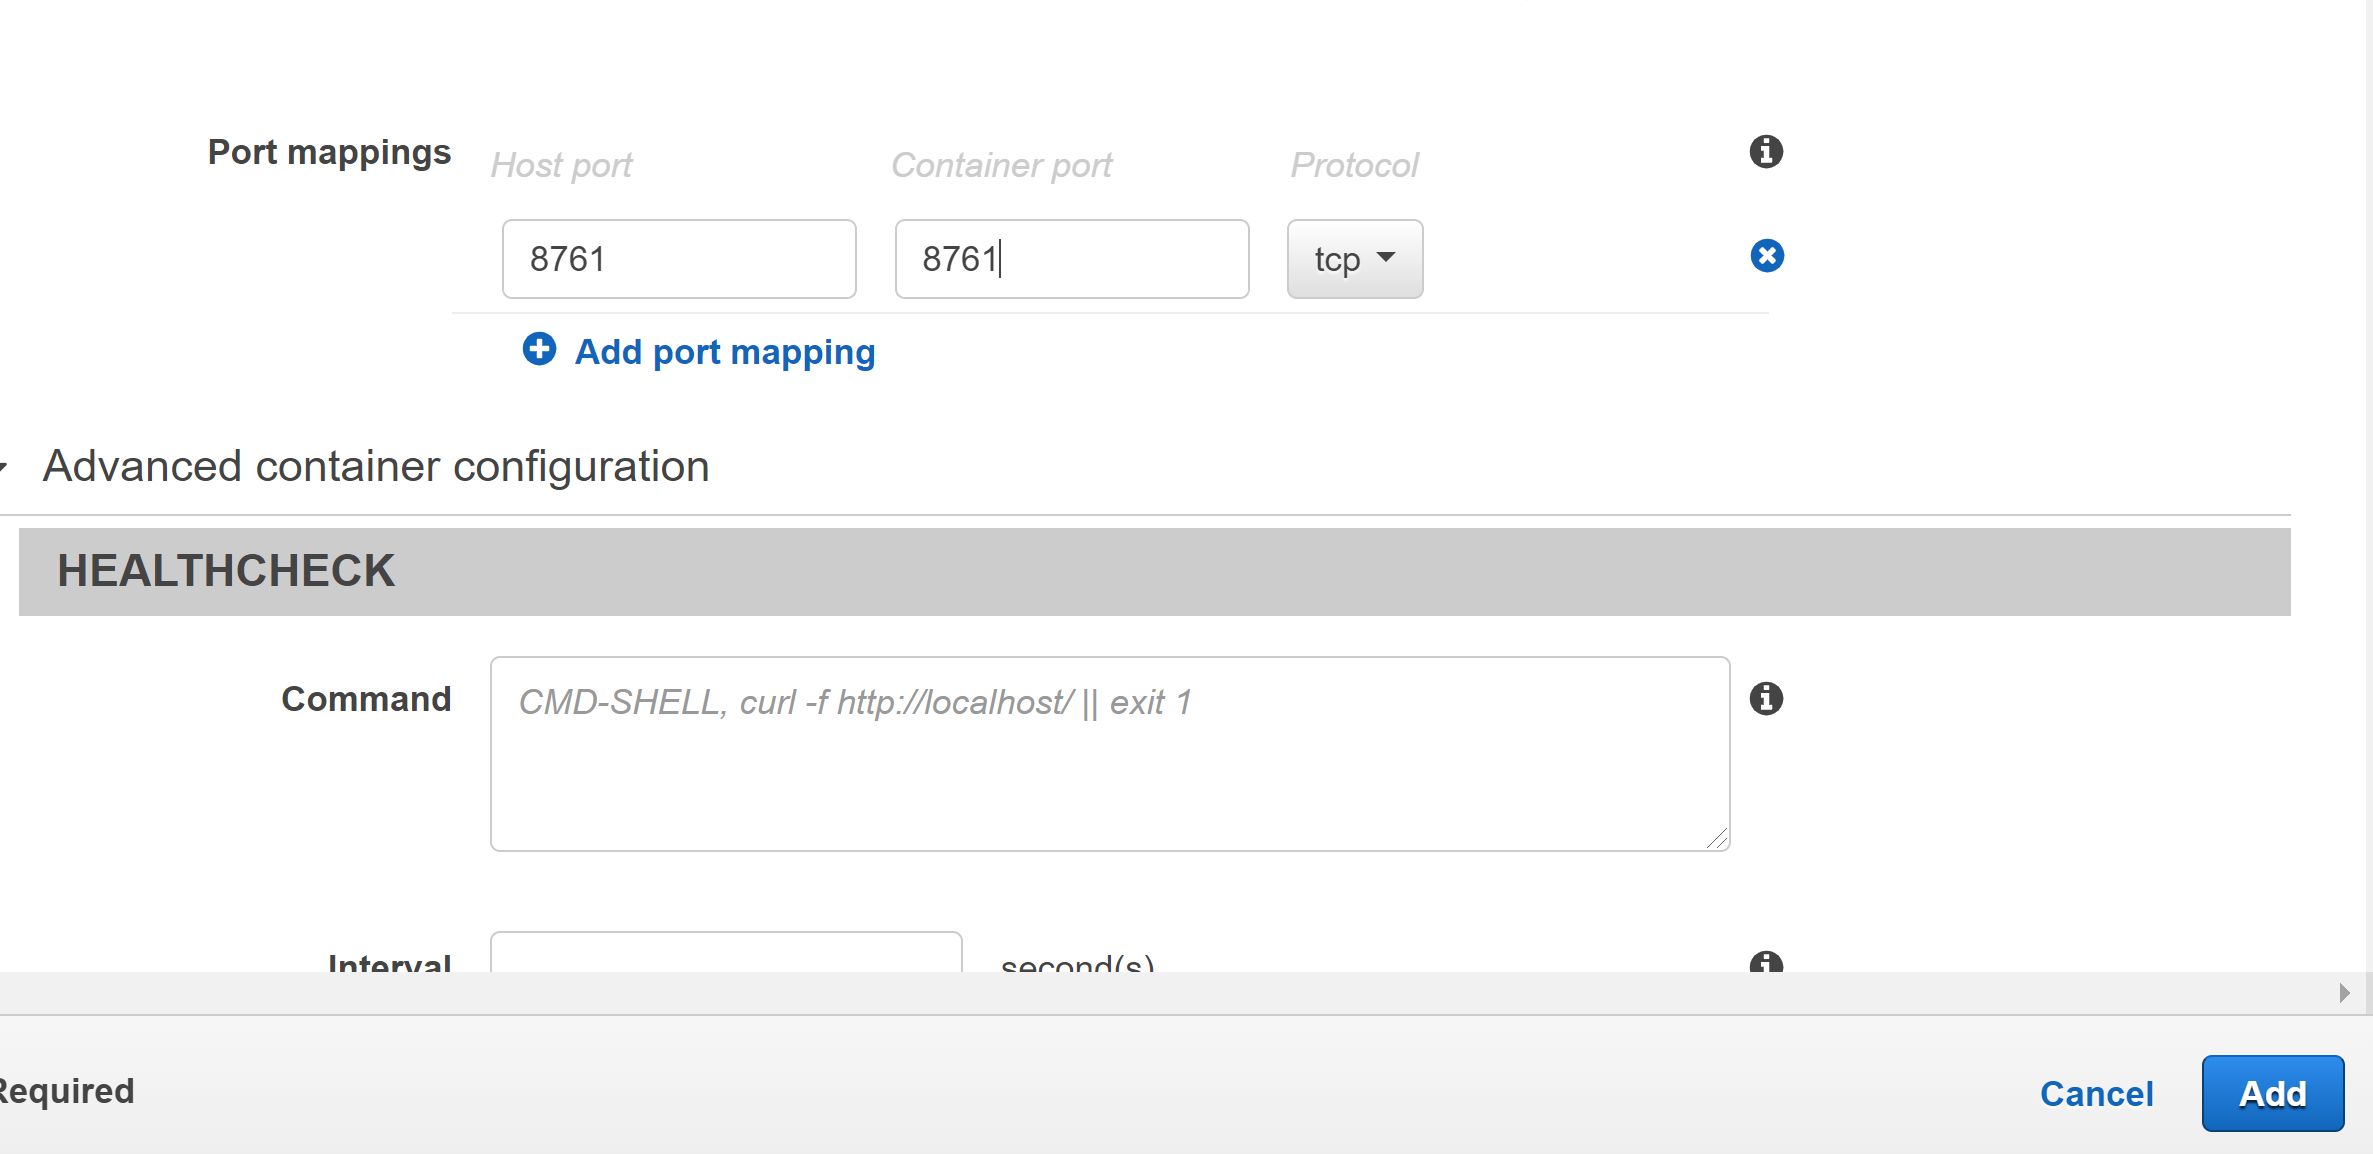 Port mappings
Host port Container port Protocol
8761 8761 tcp
Add port mapping
Advanced container configuration
HEALTHCHECK
Command CMD-SHELL, curl -f http://localhost/ || exit 1
Interval second(s)
Required
Cancel Add